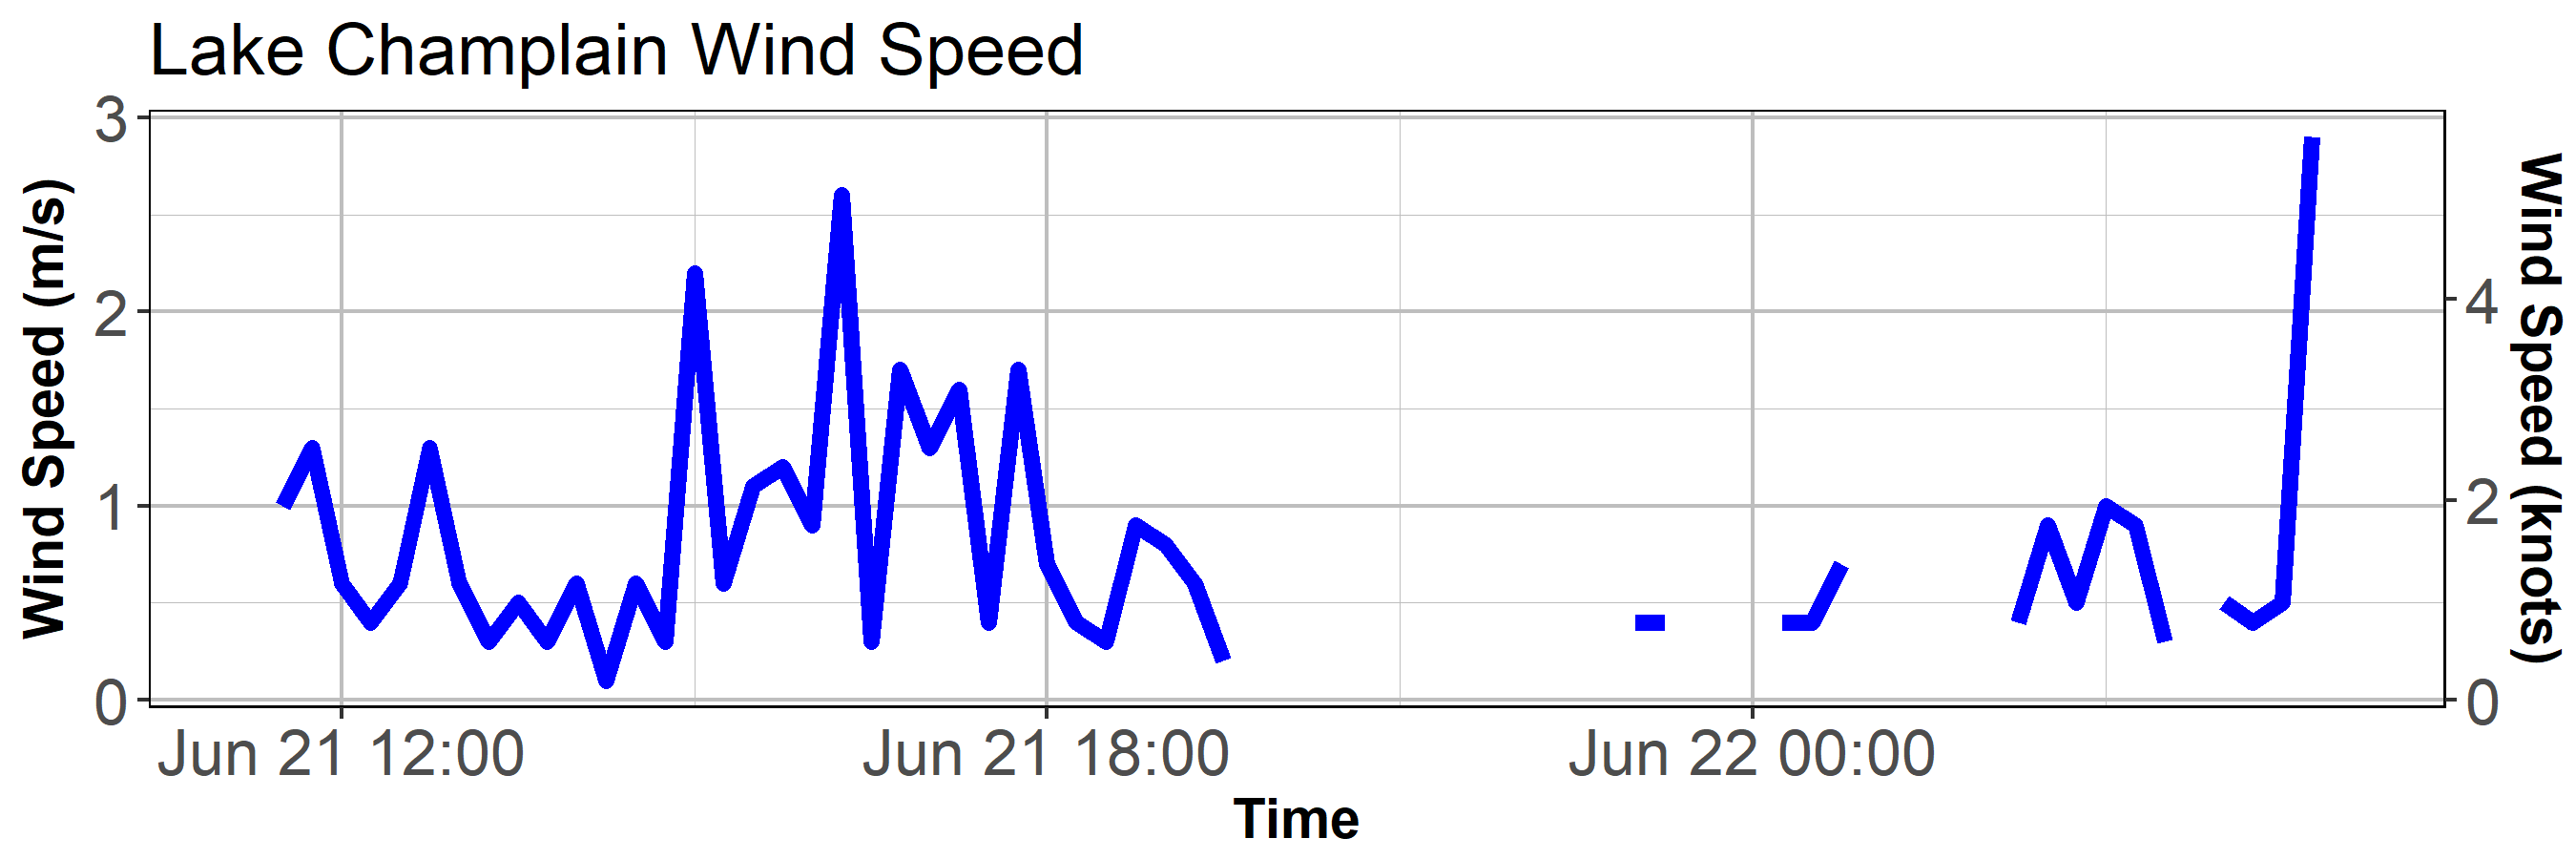 Lake Champlain Wind Speed
Wind Speed (m/s)
3
2
1
0
Wind Speed (knots)
4
2
0
Jun 21 12:00
Jun 21 18:00
Jun 22 00:00
Time